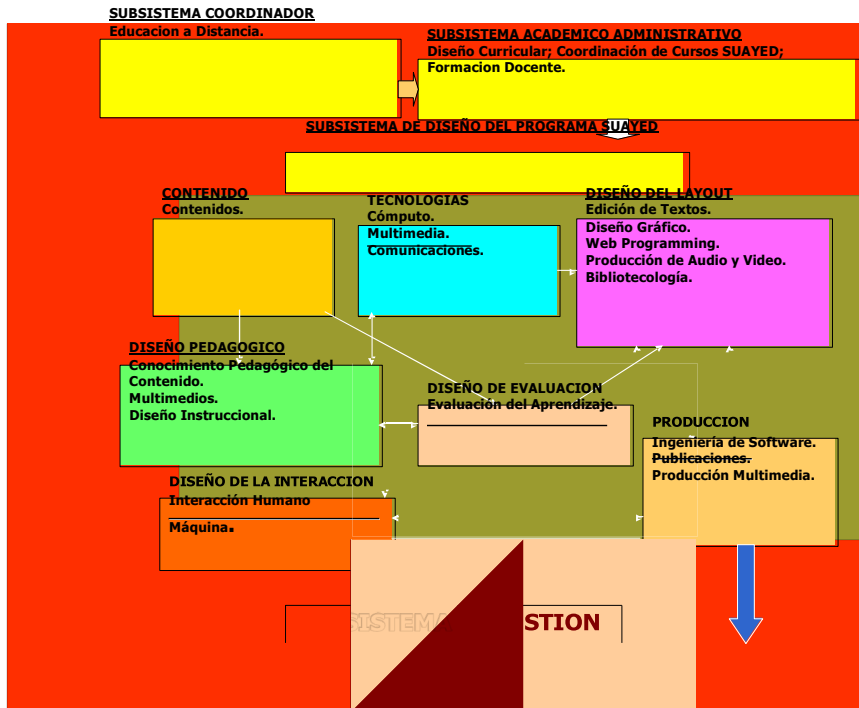 SUBSISTEMA COORDINADOR
Educacion a Distancia.
SUBSISTEMA ACADEMICO ADMINISTRATIVO
Diseño Curricular; Coordinación de Cursos SUAYED;
Formacion Docente.
SUBSISTEMA DE DISEÑO DEL PROGRAMA SUAYED
CONTENIDO
Contenidos.
TECNOLOGIAS
Cómputo.
Multimedia.
Comunicaciones.
DISEÑO DEL LAYOUT
Edición de Textos.
Diseño Gráfico.
Web Programming.
Producción de Audio y Video.
Bibliotecología.
DISEÑO PEDAGOGICO
Conocimiento Pedagógico del
Contenido.
Multimedios.
Diseño Instruccional.
DISEÑO DE EVALUACION
Evaluación del Aprendizaje.
PRODUCCION
Ingeniería de Software.
Publicaciones.
Producción Multimedia.
DISEÑO DE LA INTERACCION
Interacción Humano
Máquina.
SISTEMA STION